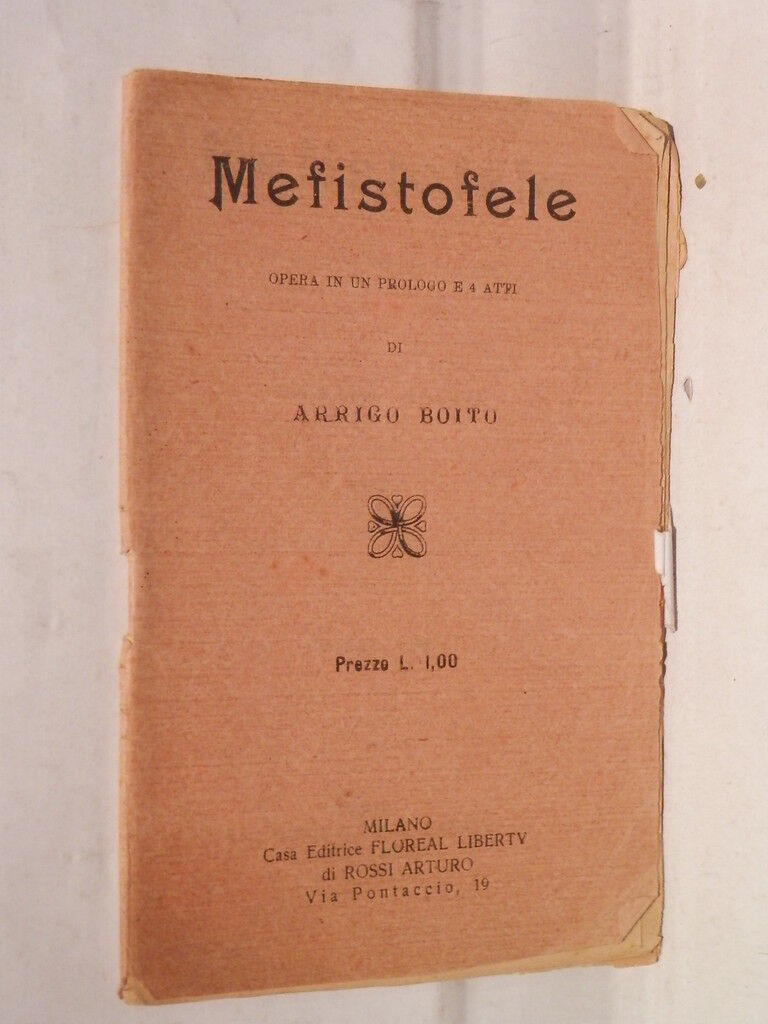 Mefistofele
OPERA IN UN PROLOGO E 4 ATTI
DI
ARRIGO BOITO
Prezzo L. 1,00
MILANO
Casa Editrice FLOREAL LIBERTY
di ROSSI ARTURO
Via Pontaccio, 19